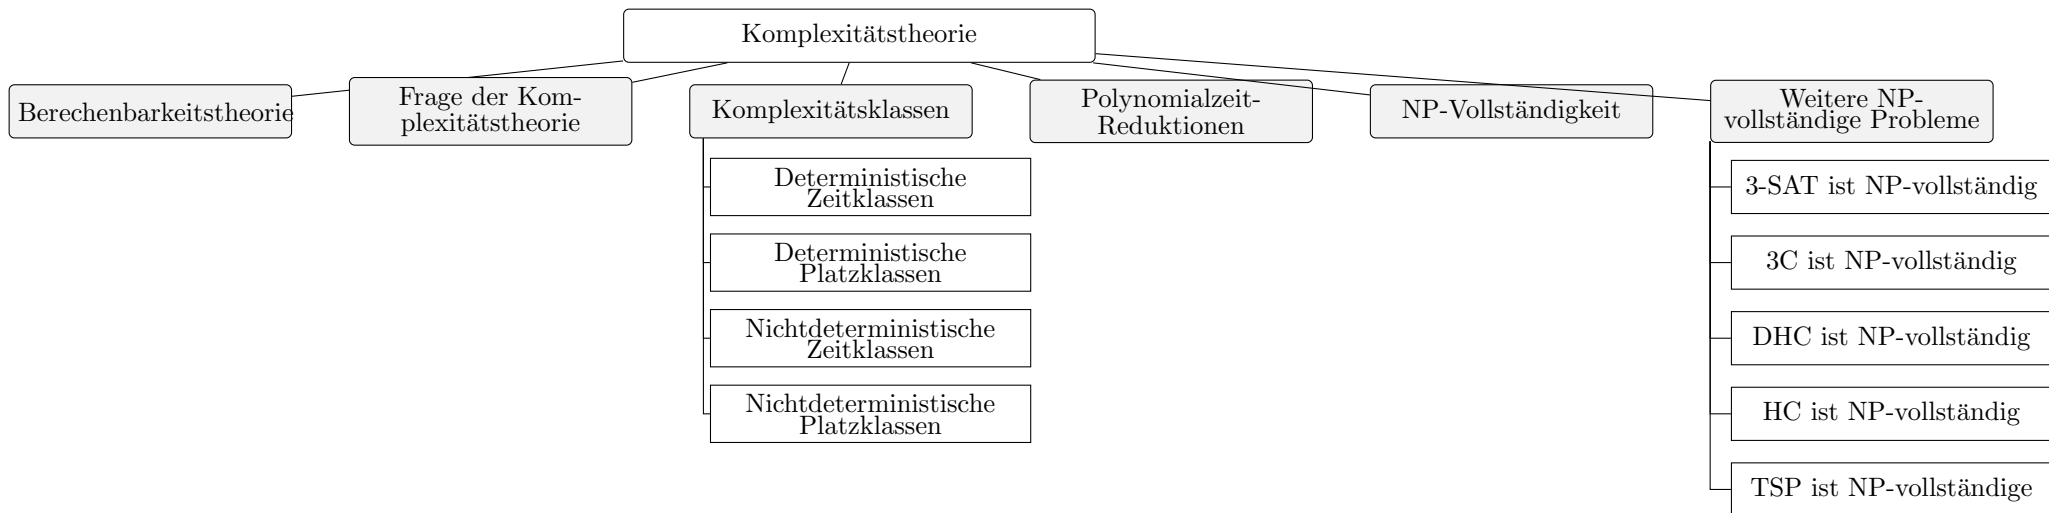 Komplexitätstheorie
Berechenbarkeitstheorie
Frage der Kom-
plexitätstheorie
Komplexitätsklassen
Polynomialzeit-
Reduktionen
NP-Vollständigkeit
Weitere NP-
vollständige Probleme
Deterministische
Zeitklassen
Deterministische
Platzklassen
Nichtdeterministische
Zeitklassen
Nichtdeterministische
Platzklassen
3-SAT ist NP-vollständig
3C ist NP-vollständig
DHC ist NP-vollständig
HC ist NP-vollständig
TSP ist NP-vollständige